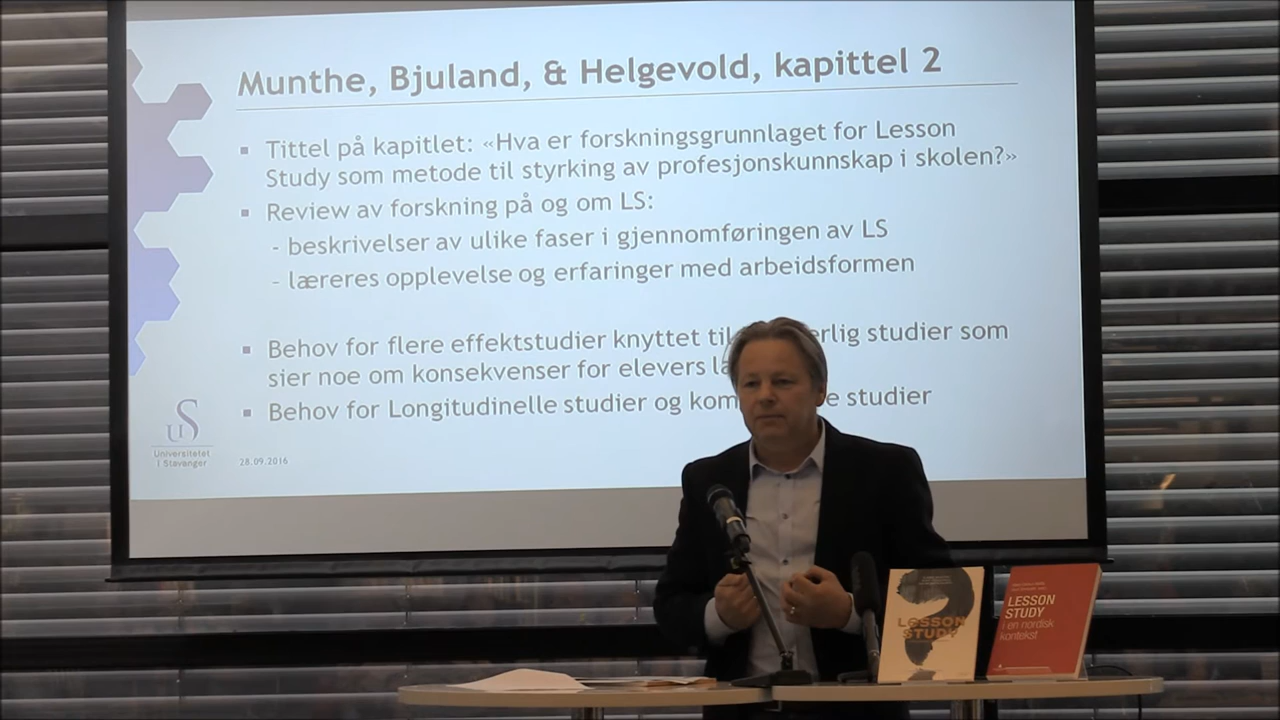 Munthe, Bjuland, & Helgevold, kapittel 2
▪ Tittel på kapitlet: «Hva er forskningsgrunnlaget for Lesson
Study som metode til styrking av profesjonskunnskap i skolen?»
▪ Review av forskning på og om LS:
- beskrivelser av ulike faser i gjennomføringen av LS
- læreres opplevelse og erfaringer med arbeidsformen
▪ Behov for flere effektstudier knyttet til studier som
sier noe om konsekvenser for elevers
▪ Behov for Longitudinelle studier og studier
UiS
Universitetet
i Stavanger
28.09.2016
LESSON
STUDY
LESSON
STUDY
i en nordisk
kontekst